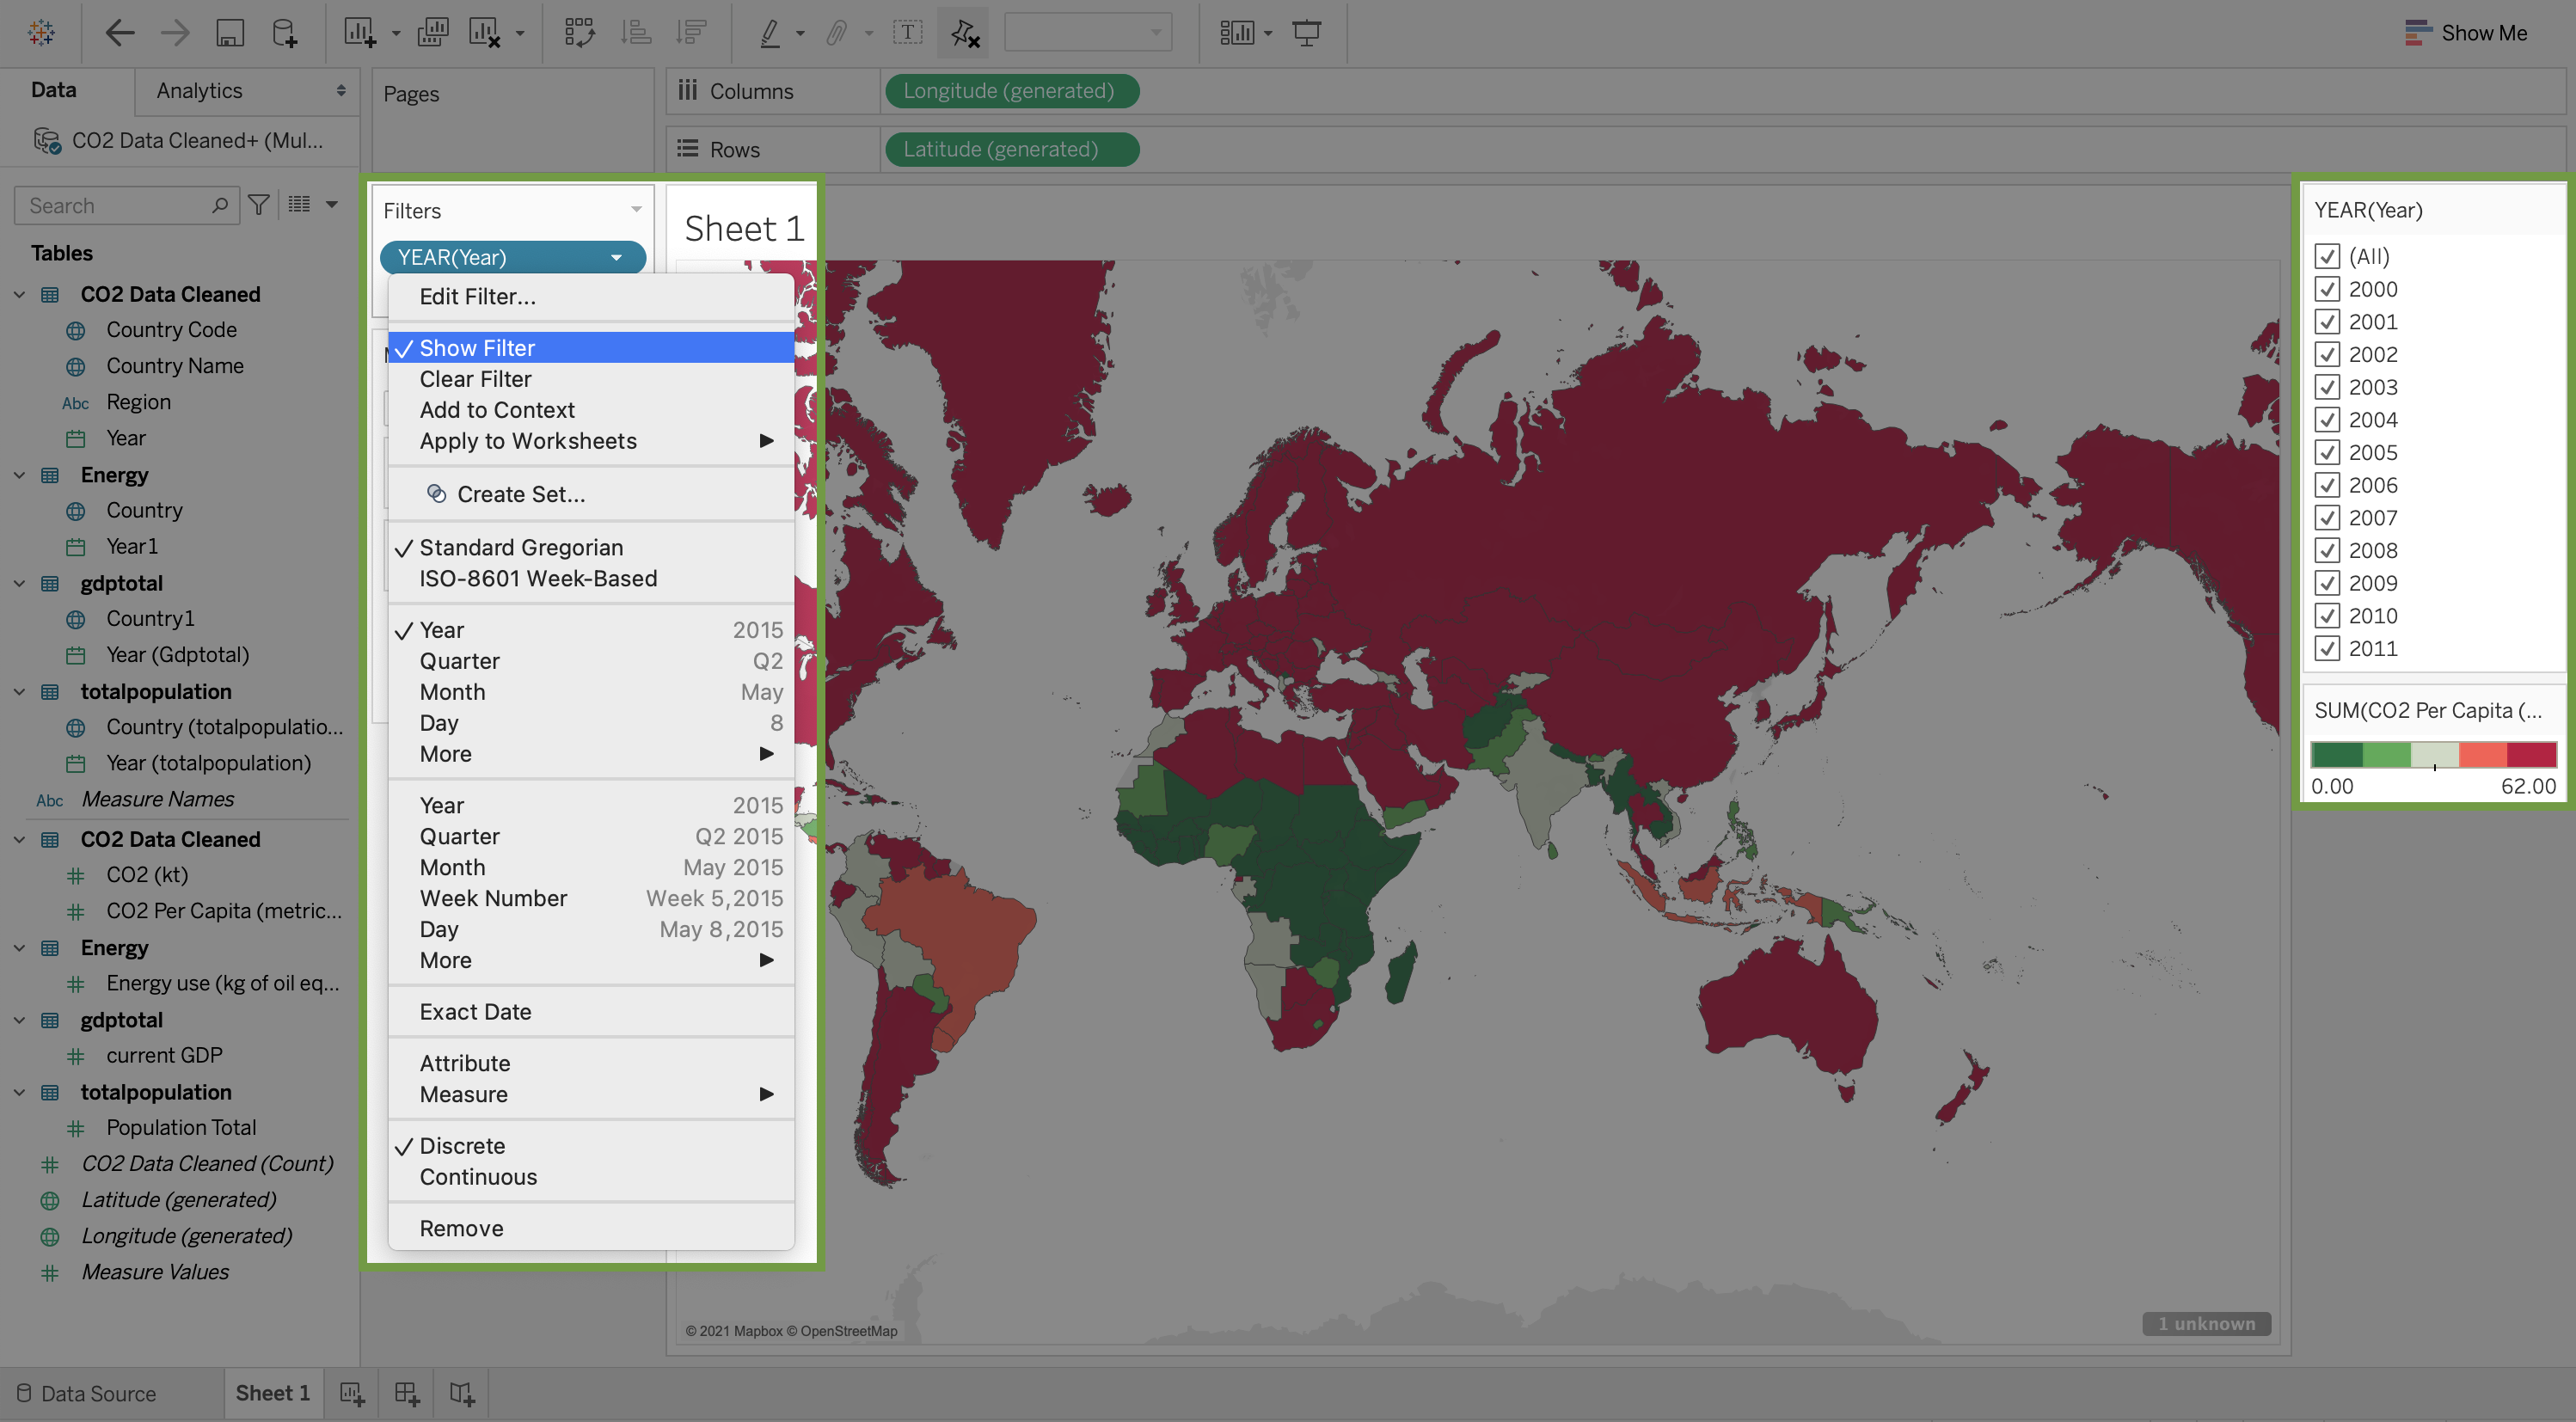 Show Me
Data
Analytics
Pages
Columns
Longitude (generated)
CO2 Data Cleaned+ (Mul...
Rows
Latitude (generated)
Search
Tables
CO2 Data Cleaned
Country Code
Country Name
Abc Region
Year
Energy
Country
Year1
gdptotal
Country1
Year (Gdptotal)
totalpopulation
Country (totalpopulatio...
Year (totalpopulation)
Abc Measure Names
CO2 Data Cleaned
CO2 (kt)
CO2 Per Capita (metric...
Energy
Energy use (kg of oil eq...
gdptotal
current GDP
totalpopulation
Population Total
CO2 Data Cleaned (Count)
Latitude (generated)
Longitude (generated)
Measure Values
Filters
YEAR(Year)
Edit Filter...
Show Filter
Clear Filter
Add to Context
Apply to Worksheets
Create Set...
Standard Gregorian
ISO-8601 Week-Based
Year 2015
Quarter Q2
Month May
Day 8
More
Year 2015
Quarter Q2 2015
Month May 2015
Week Number Week 5,2015
Day May 8,2015
More
Exact Date
Attribute
Measure
Discrete
Continuous
Remove
Sheet 1
© 2021 Mapbox © OpenStreetMap
1 unknown
YEAR(Year)
(All)
2000
2001
2002
2003
2004
2005
2006
2007
2008
2009
2010
2011
SUM(CO2 Per Capita (...
0.00 62.00
Data Source
Sheet 1